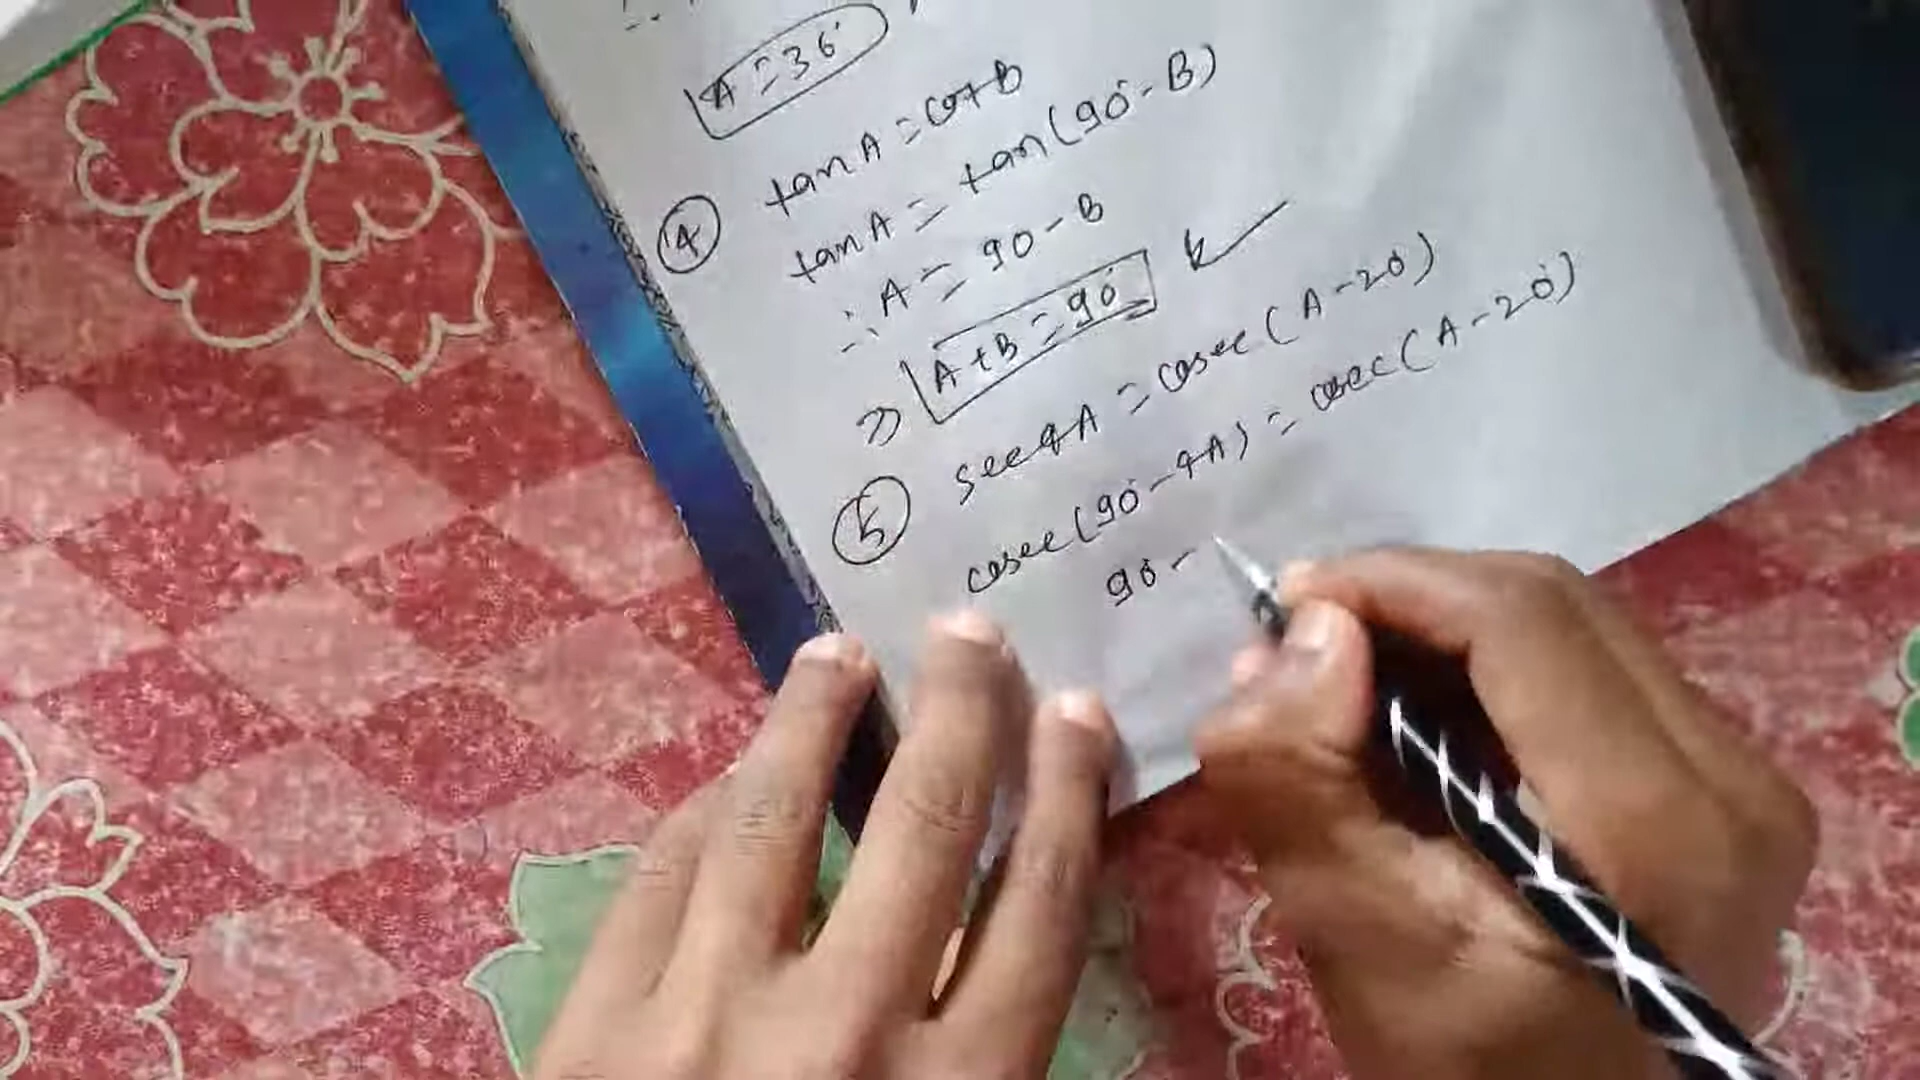 A = 36°
④ tan A = cot B
tan A = tan (90° - B)
∴ A = 90 - B
⇒ A + B = 90°
⑤ sec 4A = cosec (A - 20°)
cosec (90° - 4A) = cosec (A - 20°)
90° -